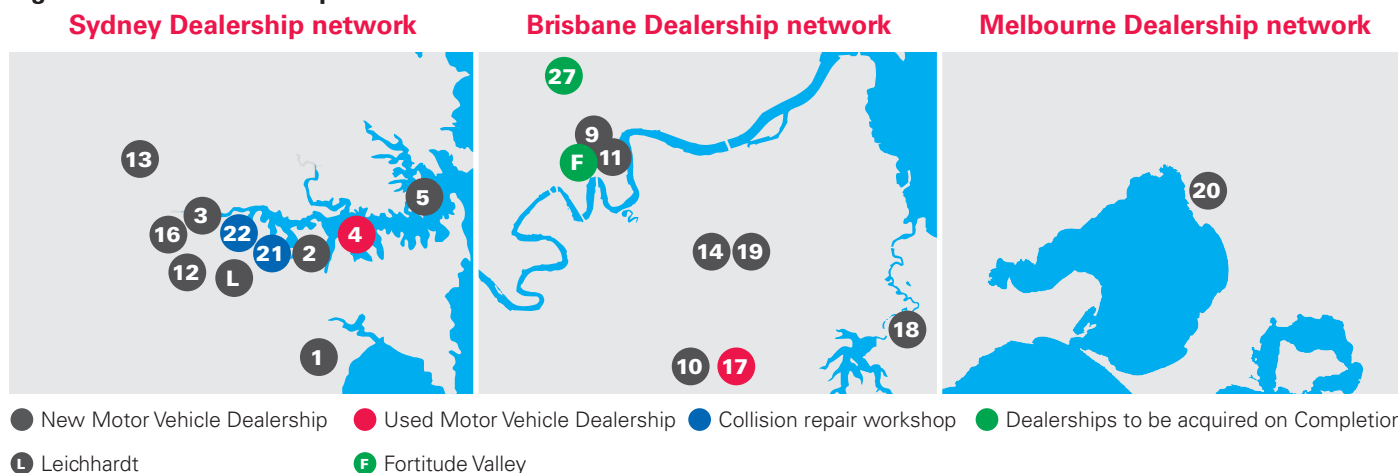 Sydney Dealership network
Brisbane Dealership network
Melbourne Dealership network
27
9
11
F
13
5
3
16
22
4
21
2
12
L
1
14
19
18
10
17
20
New Motor Vehicle Dealership
Used Motor Vehicle Dealership
Collision repair workshop
Dealerships to be acquired on Completion
L Leichhardt
F Fortitude Valley